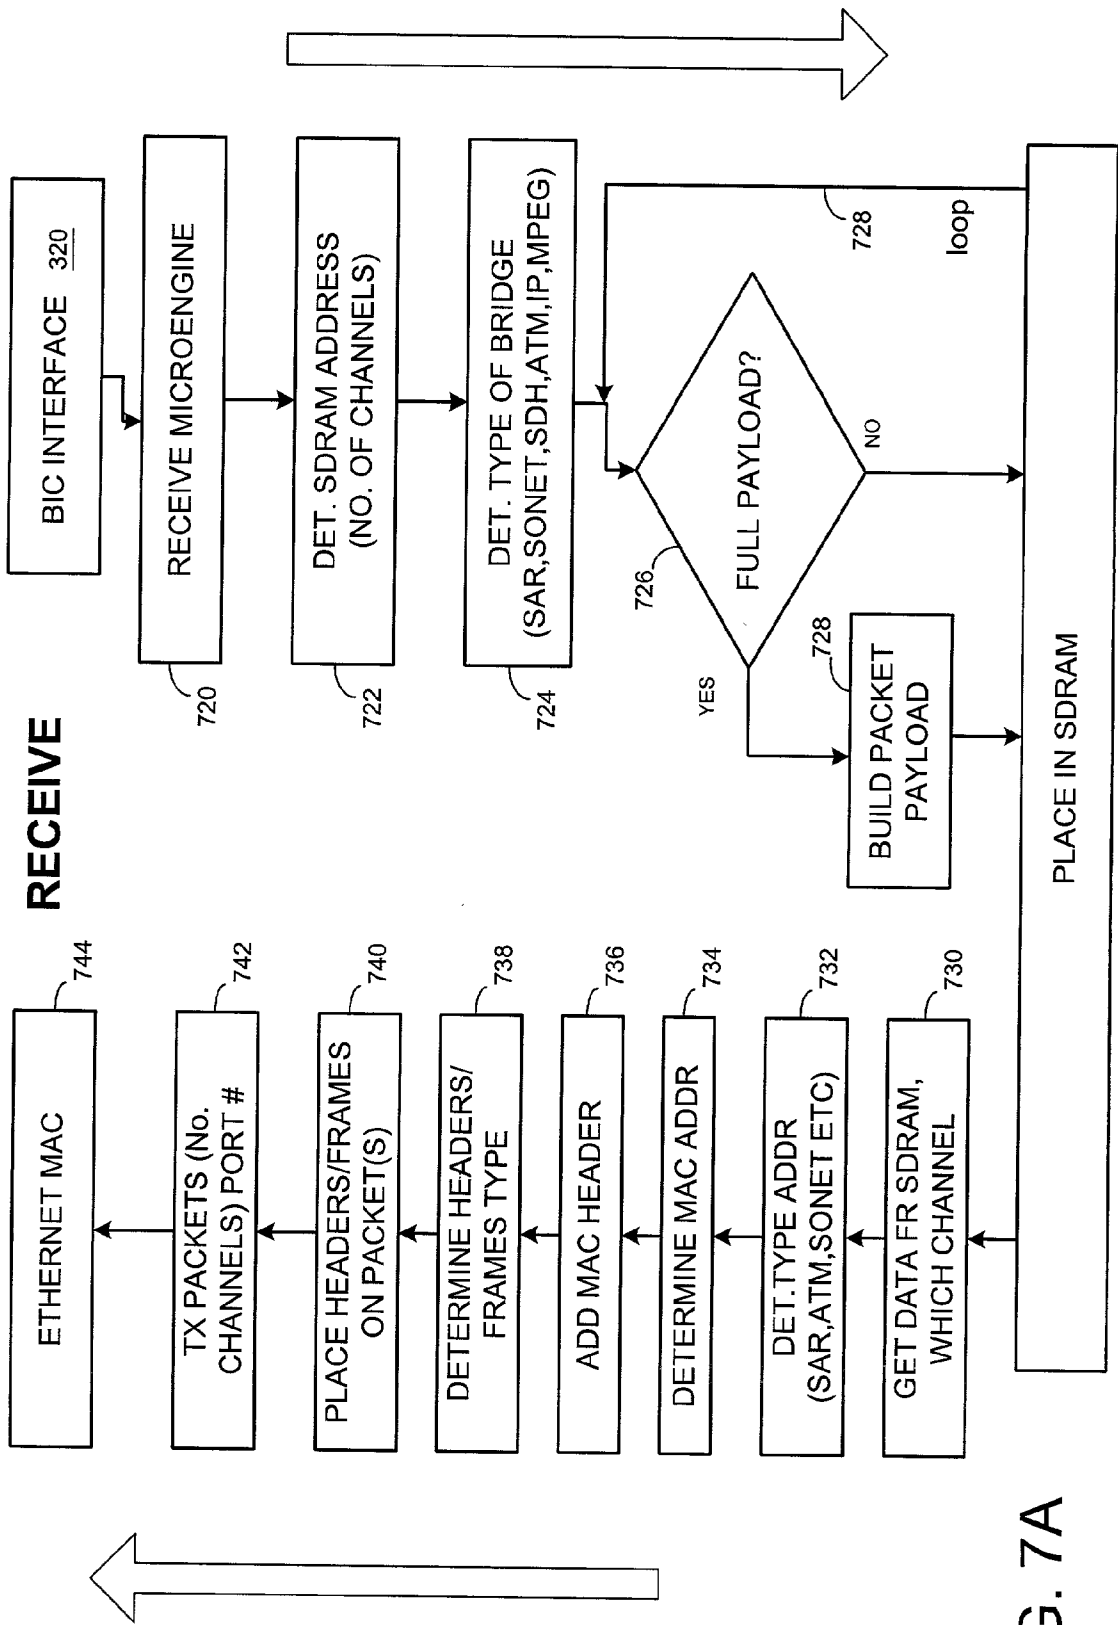 RECEIVE
BIC INTERFACE 320
RECEIVE MICROENGINE
720
DET. SDRAM ADDRESS
(NO. OF CHANNELS)
722
DET. TYPE OF BRIDGE
(SAR,SONET,SDH,ATM,IP,MPEG)
724
726
FULL PAYLOAD?
YES
NO
728
loop
728
BUILD PACKET
PAYLOAD
PLACE IN SDRAM
ETHERNET MAC
744
TX PACKETS (No.
CHANNELS) PORT #
742
PLACE HEADERS/FRAMES
ON PACKET(S)
740
DETERMINE HEADERS/
FRAMES TYPE
738
ADD MAC HEADER
736
DETERMINE MAC ADDR
734
DET.TYPE ADDR
(SAR,ATM,SONET ETC)
732
GET DATA FR SDRAM,
WHICH CHANNEL
730
G. 7A